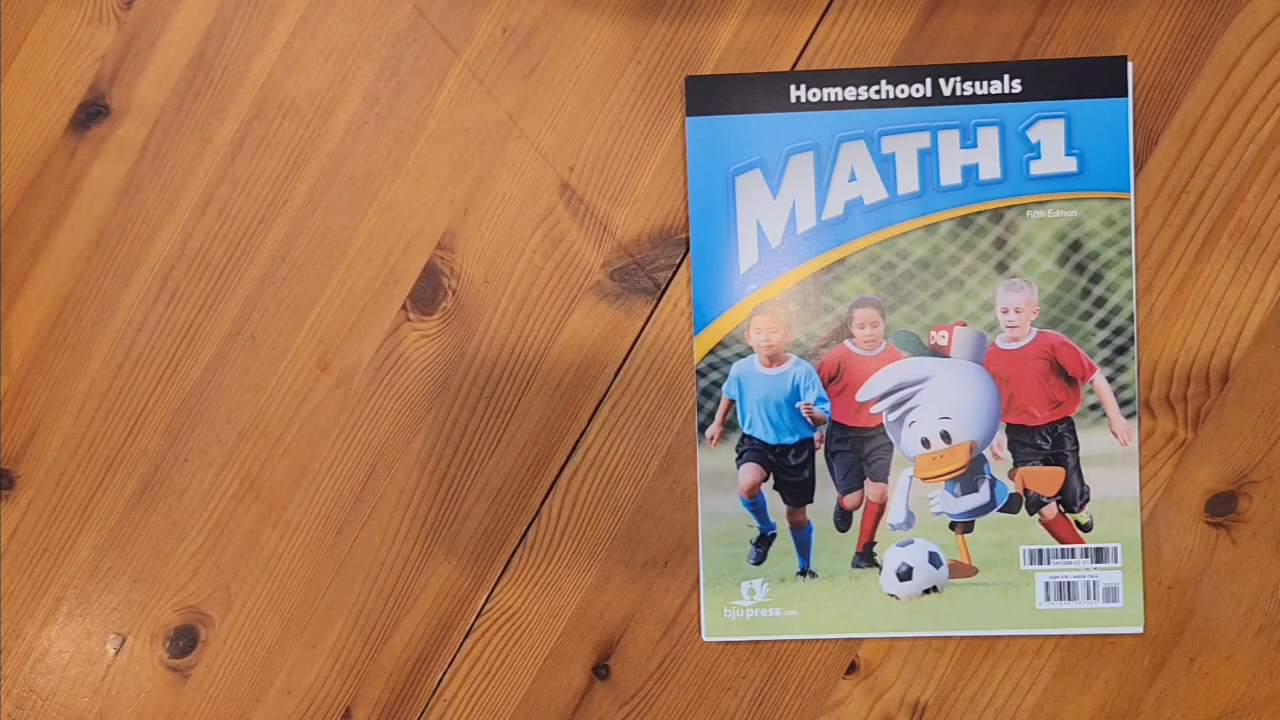 Homeschool Visuals
MATH 1
Fifth Edition
DQ
bju press.com